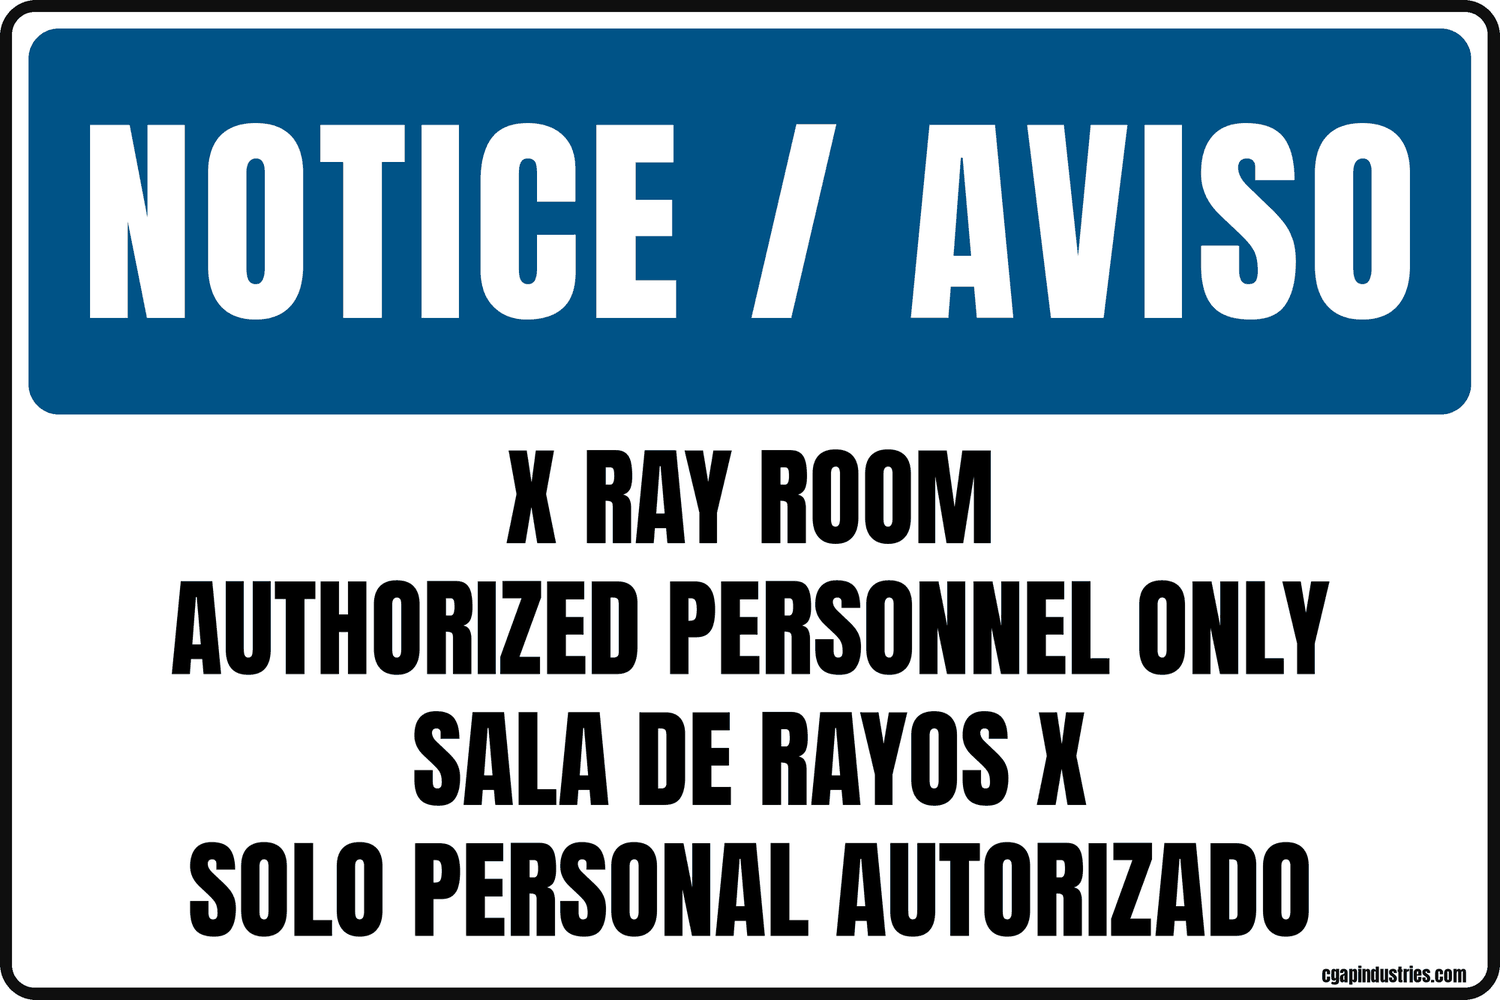 NOTICE / AVISO
X RAY ROOM
AUTHORIZED PERSONNEL ONLY
SALA DE RAYOS X
SOLO PERSONAL AUTORIZADO
cgapindustries.com